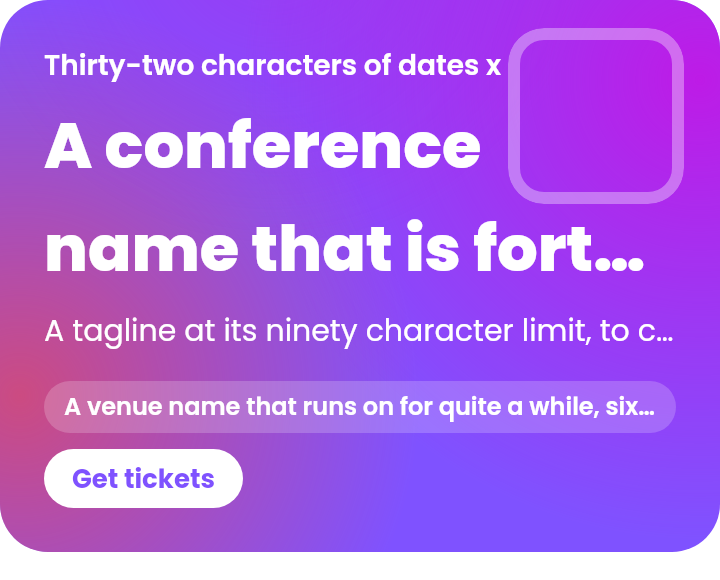 Thirty-two characters of dates x
A conference
name that is fort...
A tagline at its ninety character limit, to c...
A venue name that runs on for quite a while, six...
Get tickets